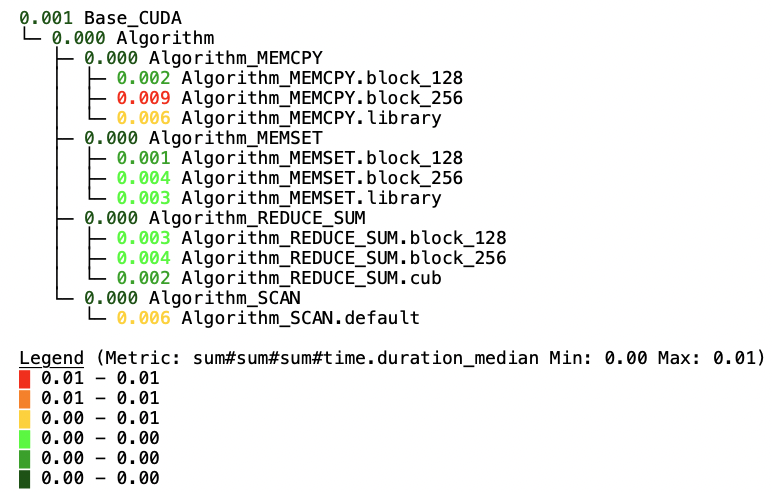 0.001 Base_CUDA
└─ 0.000 Algorithm
   ├─ 0.000 Algorithm_MEMCPY
   │  ├─ 0.002 Algorithm_MEMCPY.block_128
   │  ├─ 0.009 Algorithm_MEMCPY.block_256
   │  └─ 0.006 Algorithm_MEMCPY.library
   ├─ 0.000 Algorithm_MEMSET
   │  ├─ 0.001 Algorithm_MEMSET.block_128
   │  ├─ 0.004 Algorithm_MEMSET.block_256
   │  └─ 0.003 Algorithm_MEMSET.library
   ├─ 0.000 Algorithm_REDUCE_SUM
   │  ├─ 0.003 Algorithm_REDUCE_SUM.block_128
   │  ├─ 0.004 Algorithm_REDUCE_SUM.block_256
   │  └─ 0.002 Algorithm_REDUCE_SUM.cub
   └─ 0.000 Algorithm_SCAN
      └─ 0.006 Algorithm_SCAN.default
Legend (Metric: sum#sum#sum#time.duration_median Min: 0.00 Max: 0.01)
█ 0.01 - 0.01
█ 0.01 - 0.01
█ 0.00 - 0.01
█ 0.00 - 0.00
█ 0.00 - 0.00
█ 0.00 - 0.00